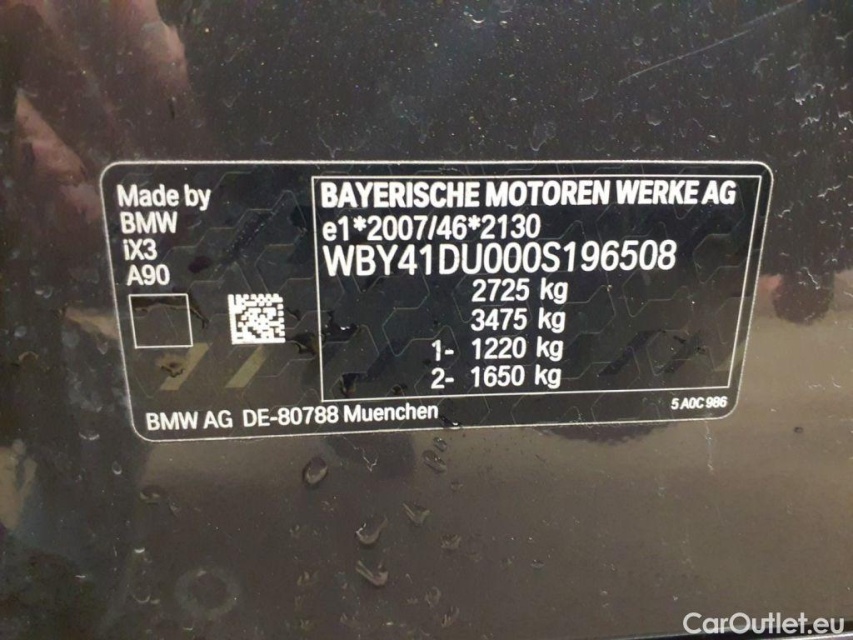 Made by
BMW
iX3
A90
BAYERISCHE MOTOREN WERKE AG
e1*2007/46*2130
WBY41DU000S196508
2725 kg
3475 kg
1- 1220 kg
2- 1650 kg
BMW AG DE-80788 Muenchen
5 A0C 986
CarOutlet.eu